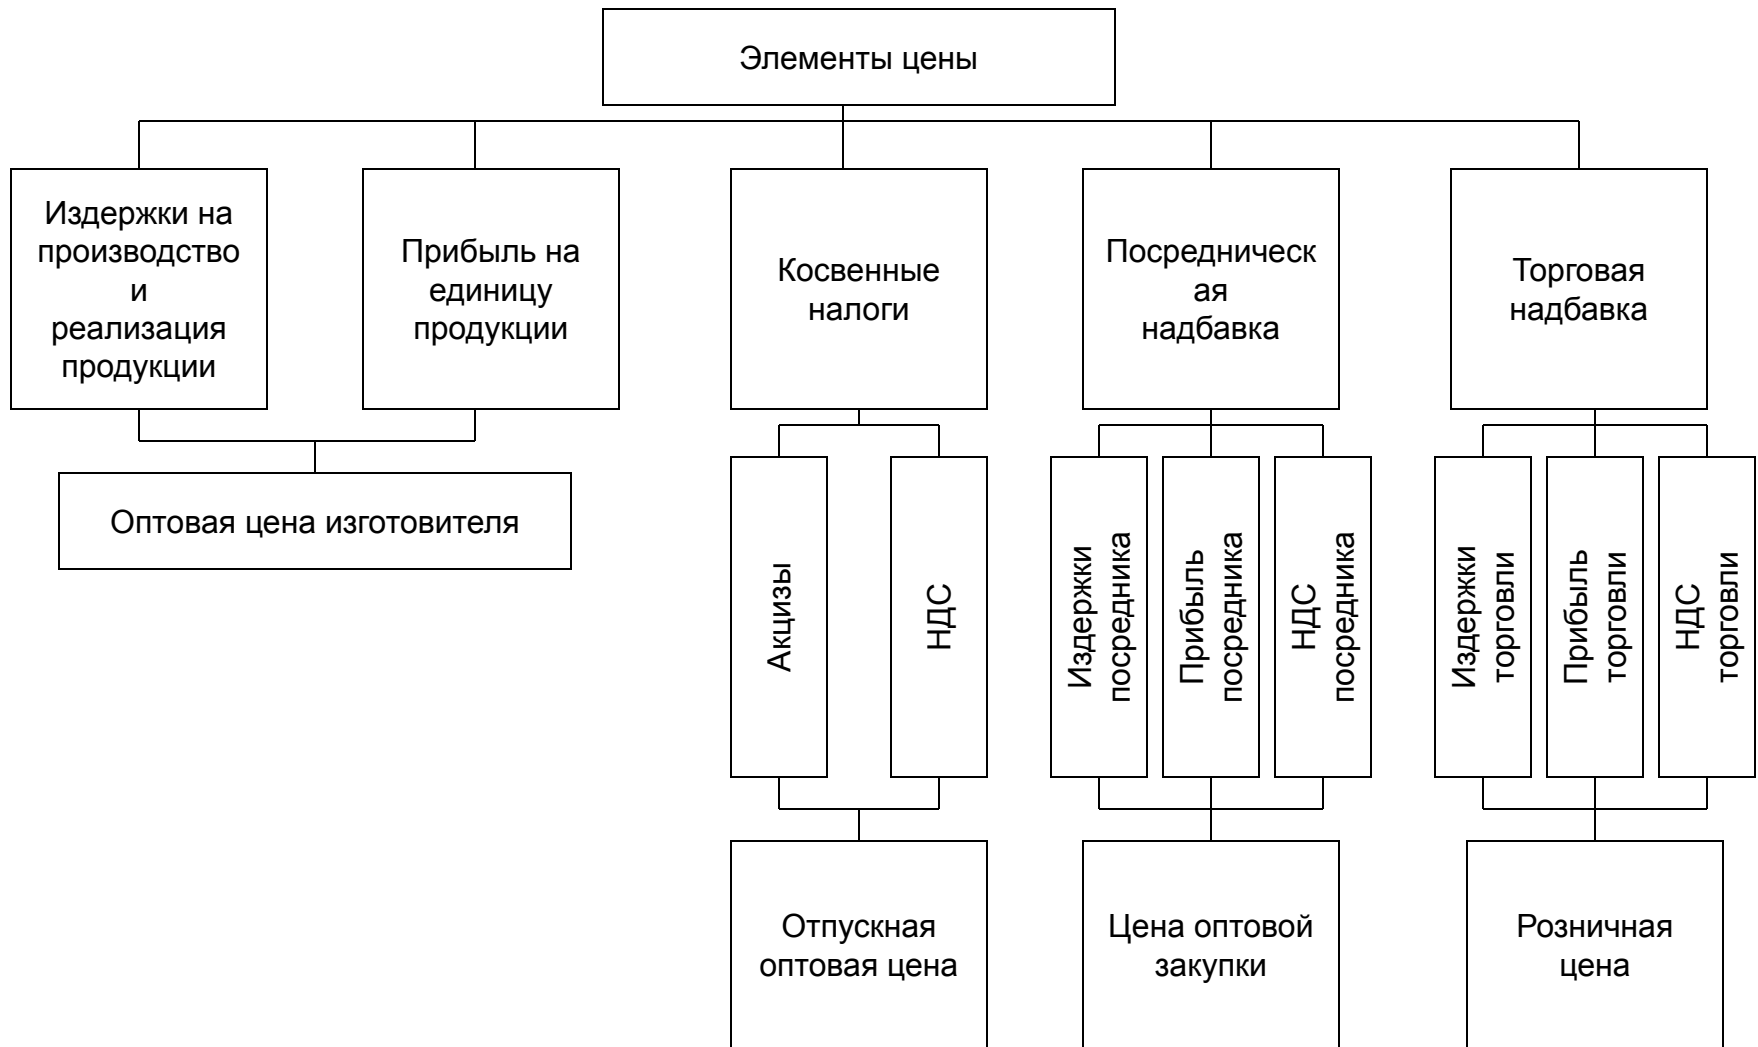 Элементы цены
Издержки на
производство
и
реализация
продукции
Прибыль на
единицу
продукции
Косвенные
налоги
Посредническ
ая
надбавка
Торговая
надбавка
Оптовая цена изготовителя
Акцизы
НДС
Издержки
посредника
Прибыль
посредника
НДС
посредника
Издержки
торговли
Прибыль
торговли
НДС
торговли
Отпускная
оптовая цена
Цена оптовой
закупки
Розничная
цена